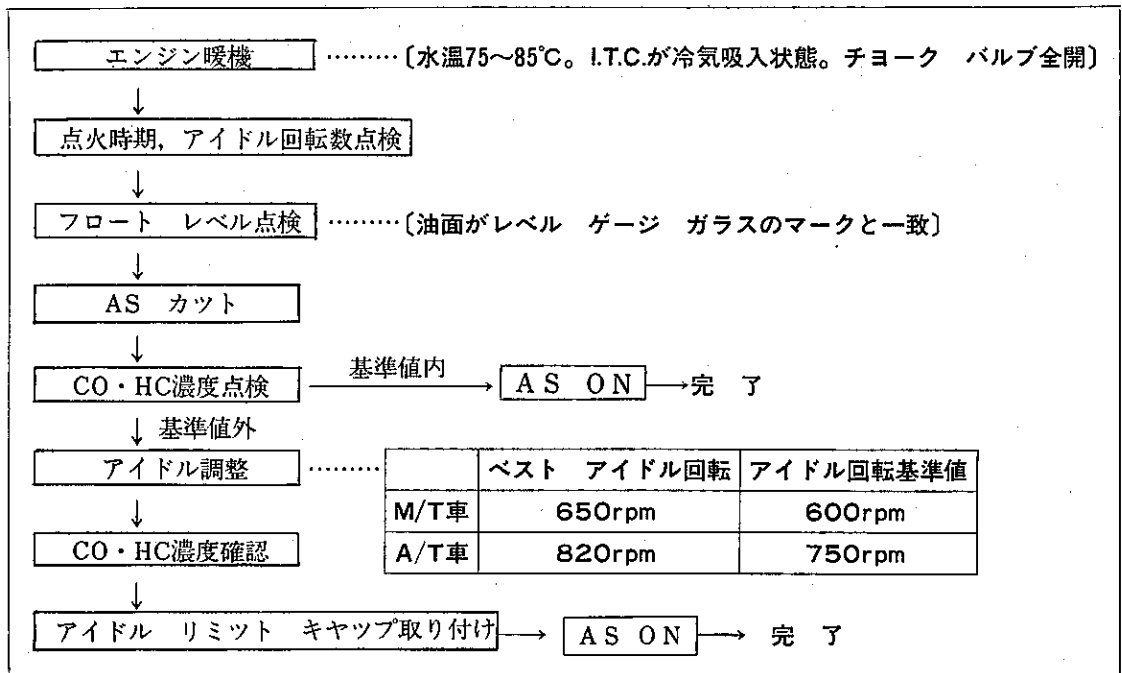 エンジン暖機 ………〔水温75〜85℃。I.T.C.が冷気吸入状態。チヨーク バルブ全開〕
↓
点火時期，アイドル回転数点検
↓
フロート レベル点検 ………〔油面がレベル ゲージ ガラスのマークと一致〕
↓
AS カツト
↓
CO・HC濃度点検 基準値内 → AS ON → 完 了
↓ 基準値外
アイドル調整 ………
ベスト アイドル回転 アイドル回転基準値
M/T車 650rpm 600rpm
↓
A/T車 820rpm 750rpm
CO・HC濃度確認
↓
アイドル リミツト キヤツプ取り付け → AS ON → 完 了